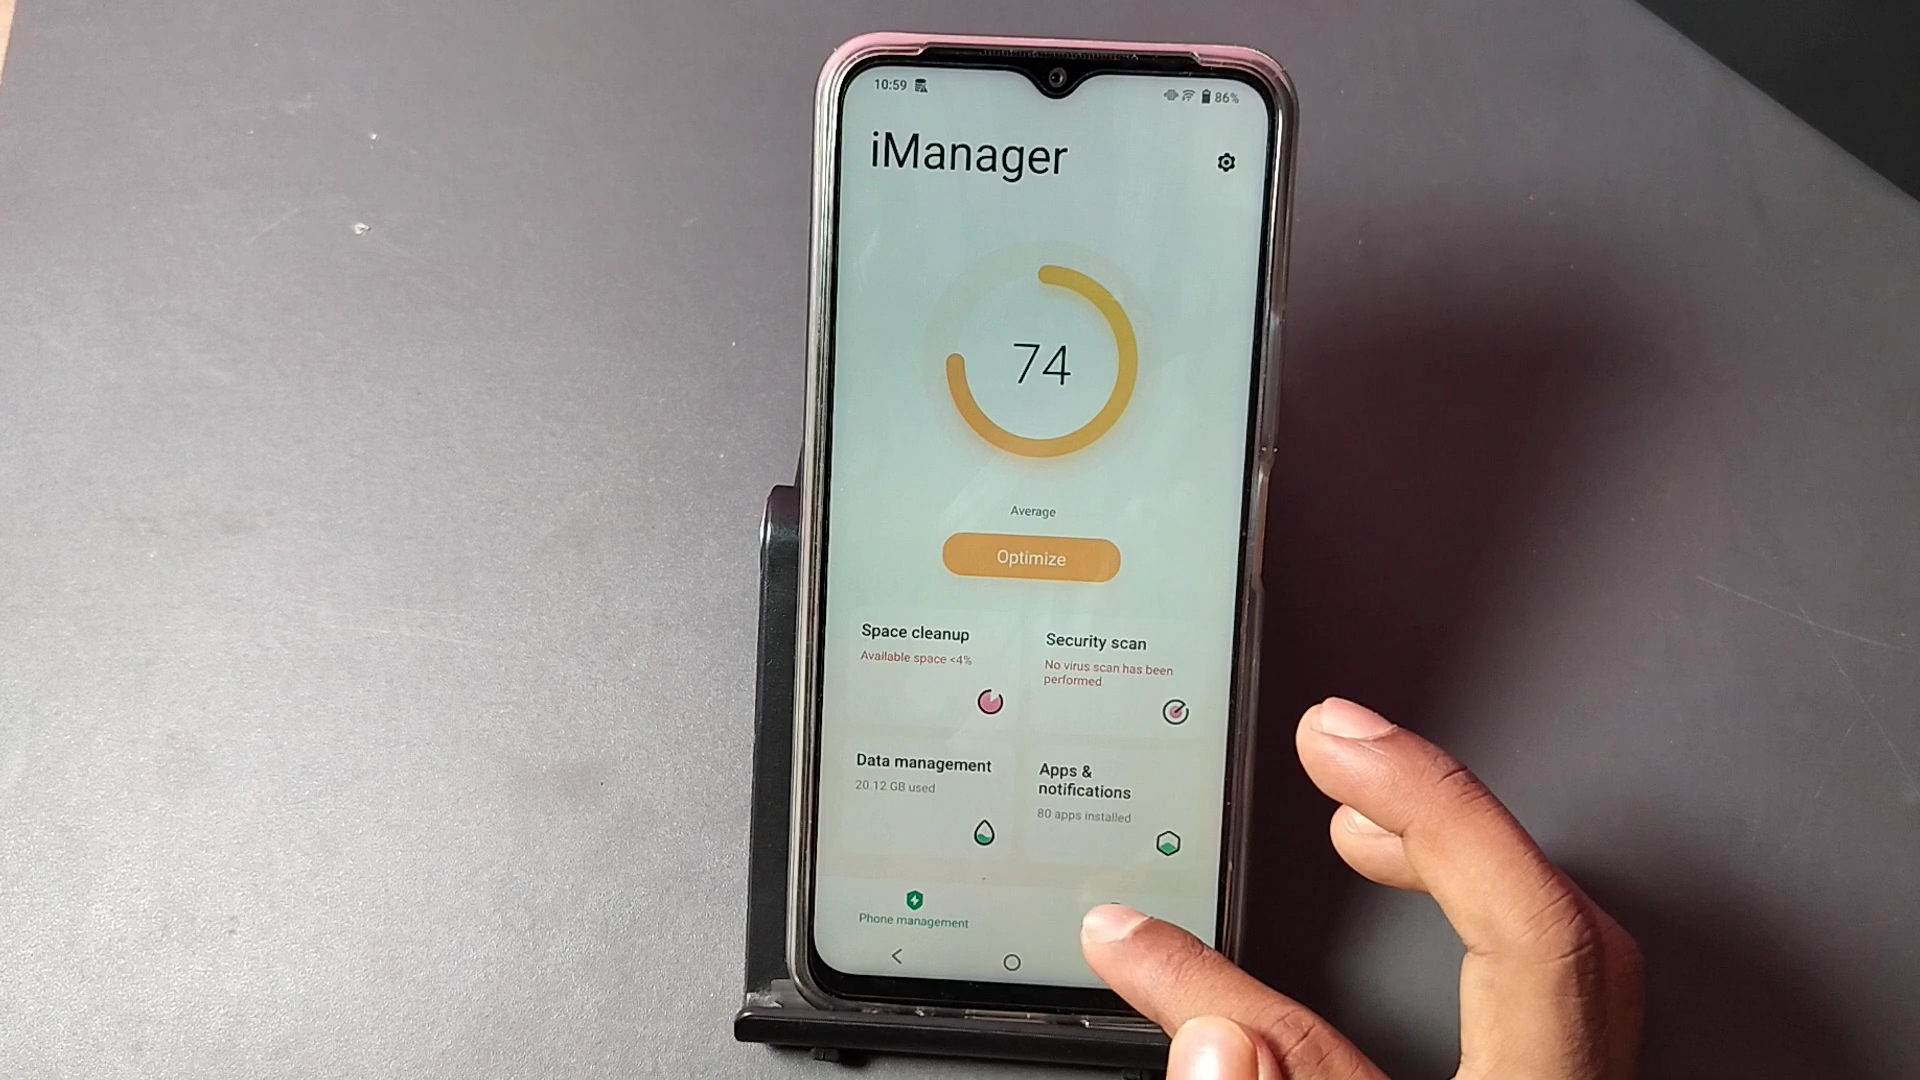 10:59
86%
iManager
74
Average
Optimize
Space cleanup
Available space <4%
Security scan
No virus scan has been
performed
Data management
20.12 GB used
Apps &
notifications
80 apps installed
Phone management